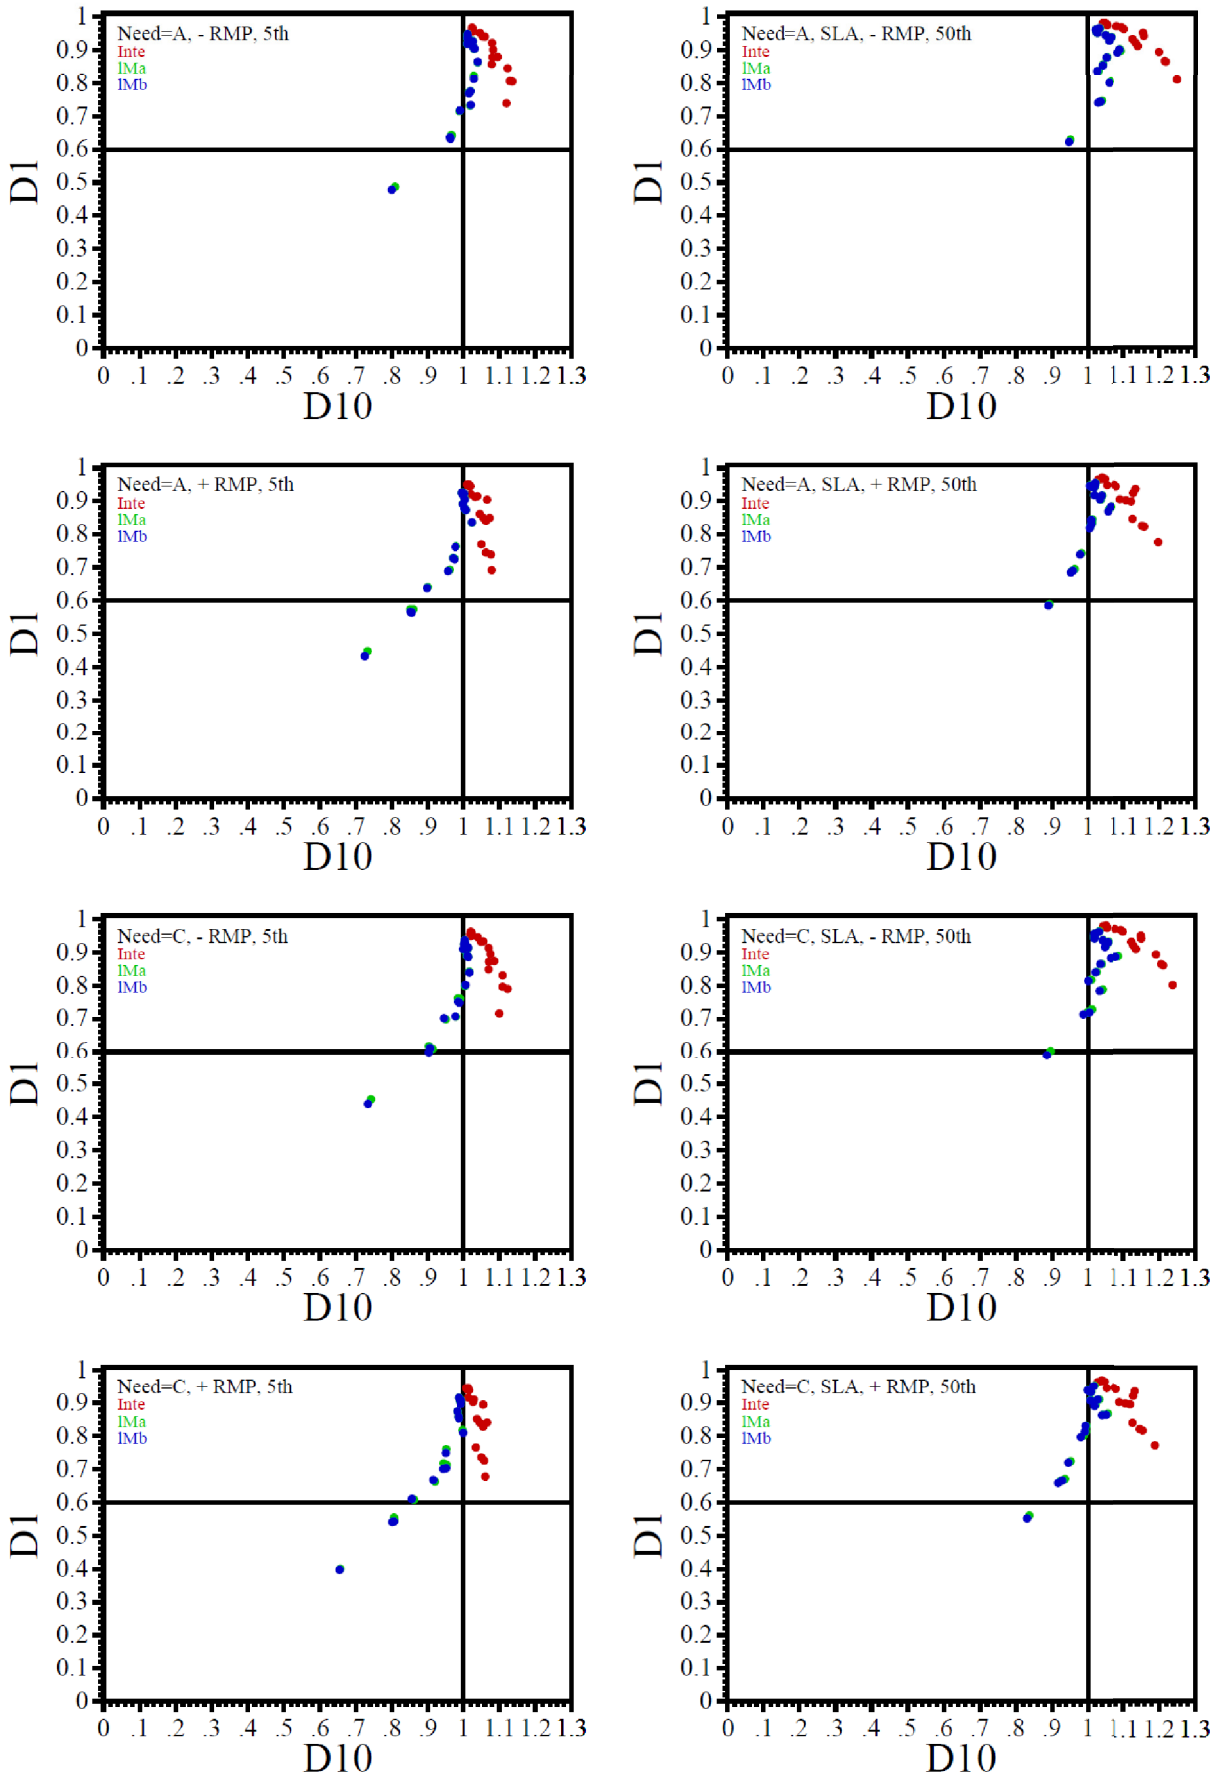 Need=A, - RMP, 5th
Inte
IMa
IMb
1
0.9
0.8
0.7
0.6
0.5
0.4
0.3
0.2
0.1
0
D1
0 .1 .2 .3 .4 .5 .6 .7 .8 .9 1 1.1 1.2 1.3
D10
Need=A, SLA, - RMP, 50th
Inte
IMa
IMb
1
0.9
0.8
0.7
0.6
0.5
0.4
0.3
0.2
0.1
0
D1
0 .1 .2 .3 .4 .5 .6 .7 .8 .9 1 1.1 1.2 1.3
D10
Need=A, + RMP, 5th
Inte
IMa
IMb
1
0.9
0.8
0.7
0.6
0.5
0.4
0.3
0.2
0.1
0
D1
0 .1 .2 .3 .4 .5 .6 .7 .8 .9 1 1.1 1.2 1.3
D10
Need=A, SLA, + RMP, 50th
Inte
IMa
IMb
1
0.9
0.8
0.7
0.6
0.5
0.4
0.3
0.2
0.1
0
D1
0 .1 .2 .3 .4 .5 .6 .7 .8 .9 1 1.1 1.2 1.3
D10
Need=C, - RMP, 5th
Inte
IMa
IMb
1
0.9
0.8
0.7
0.6
0.5
0.4
0.3
0.2
0.1
0
D1
0 .1 .2 .3 .4 .5 .6 .7 .8 .9 1 1.1 1.2 1.3
D10
Need=C, SLA, - RMP, 50th
Inte
IMa
IMb
1
0.9
0.8
0.7
0.6
0.5
0.4
0.3
0.2
0.1
0
D1
0 .1 .2 .3 .4 .5 .6 .7 .8 .9 1 1.1 1.2 1.3
D10
Need=C, + RMP, 5th
Inte
IMa
IMb
1
0.9
0.8
0.7
0.6
0.5
0.4
0.3
0.2
0.1
0
D1
0 .1 .2 .3 .4 .5 .6 .7 .8 .9 1 1.1 1.2 1.3
D10
Need=C, SLA, + RMP, 50th
Inte
IMa
IMb
1
0.9
0.8
0.7
0.6
0.5
0.4
0.3
0.2
0.1
0
D1
0 .1 .2 .3 .4 .5 .6 .7 .8 .9 1 1.1 1.2 1.3
D10